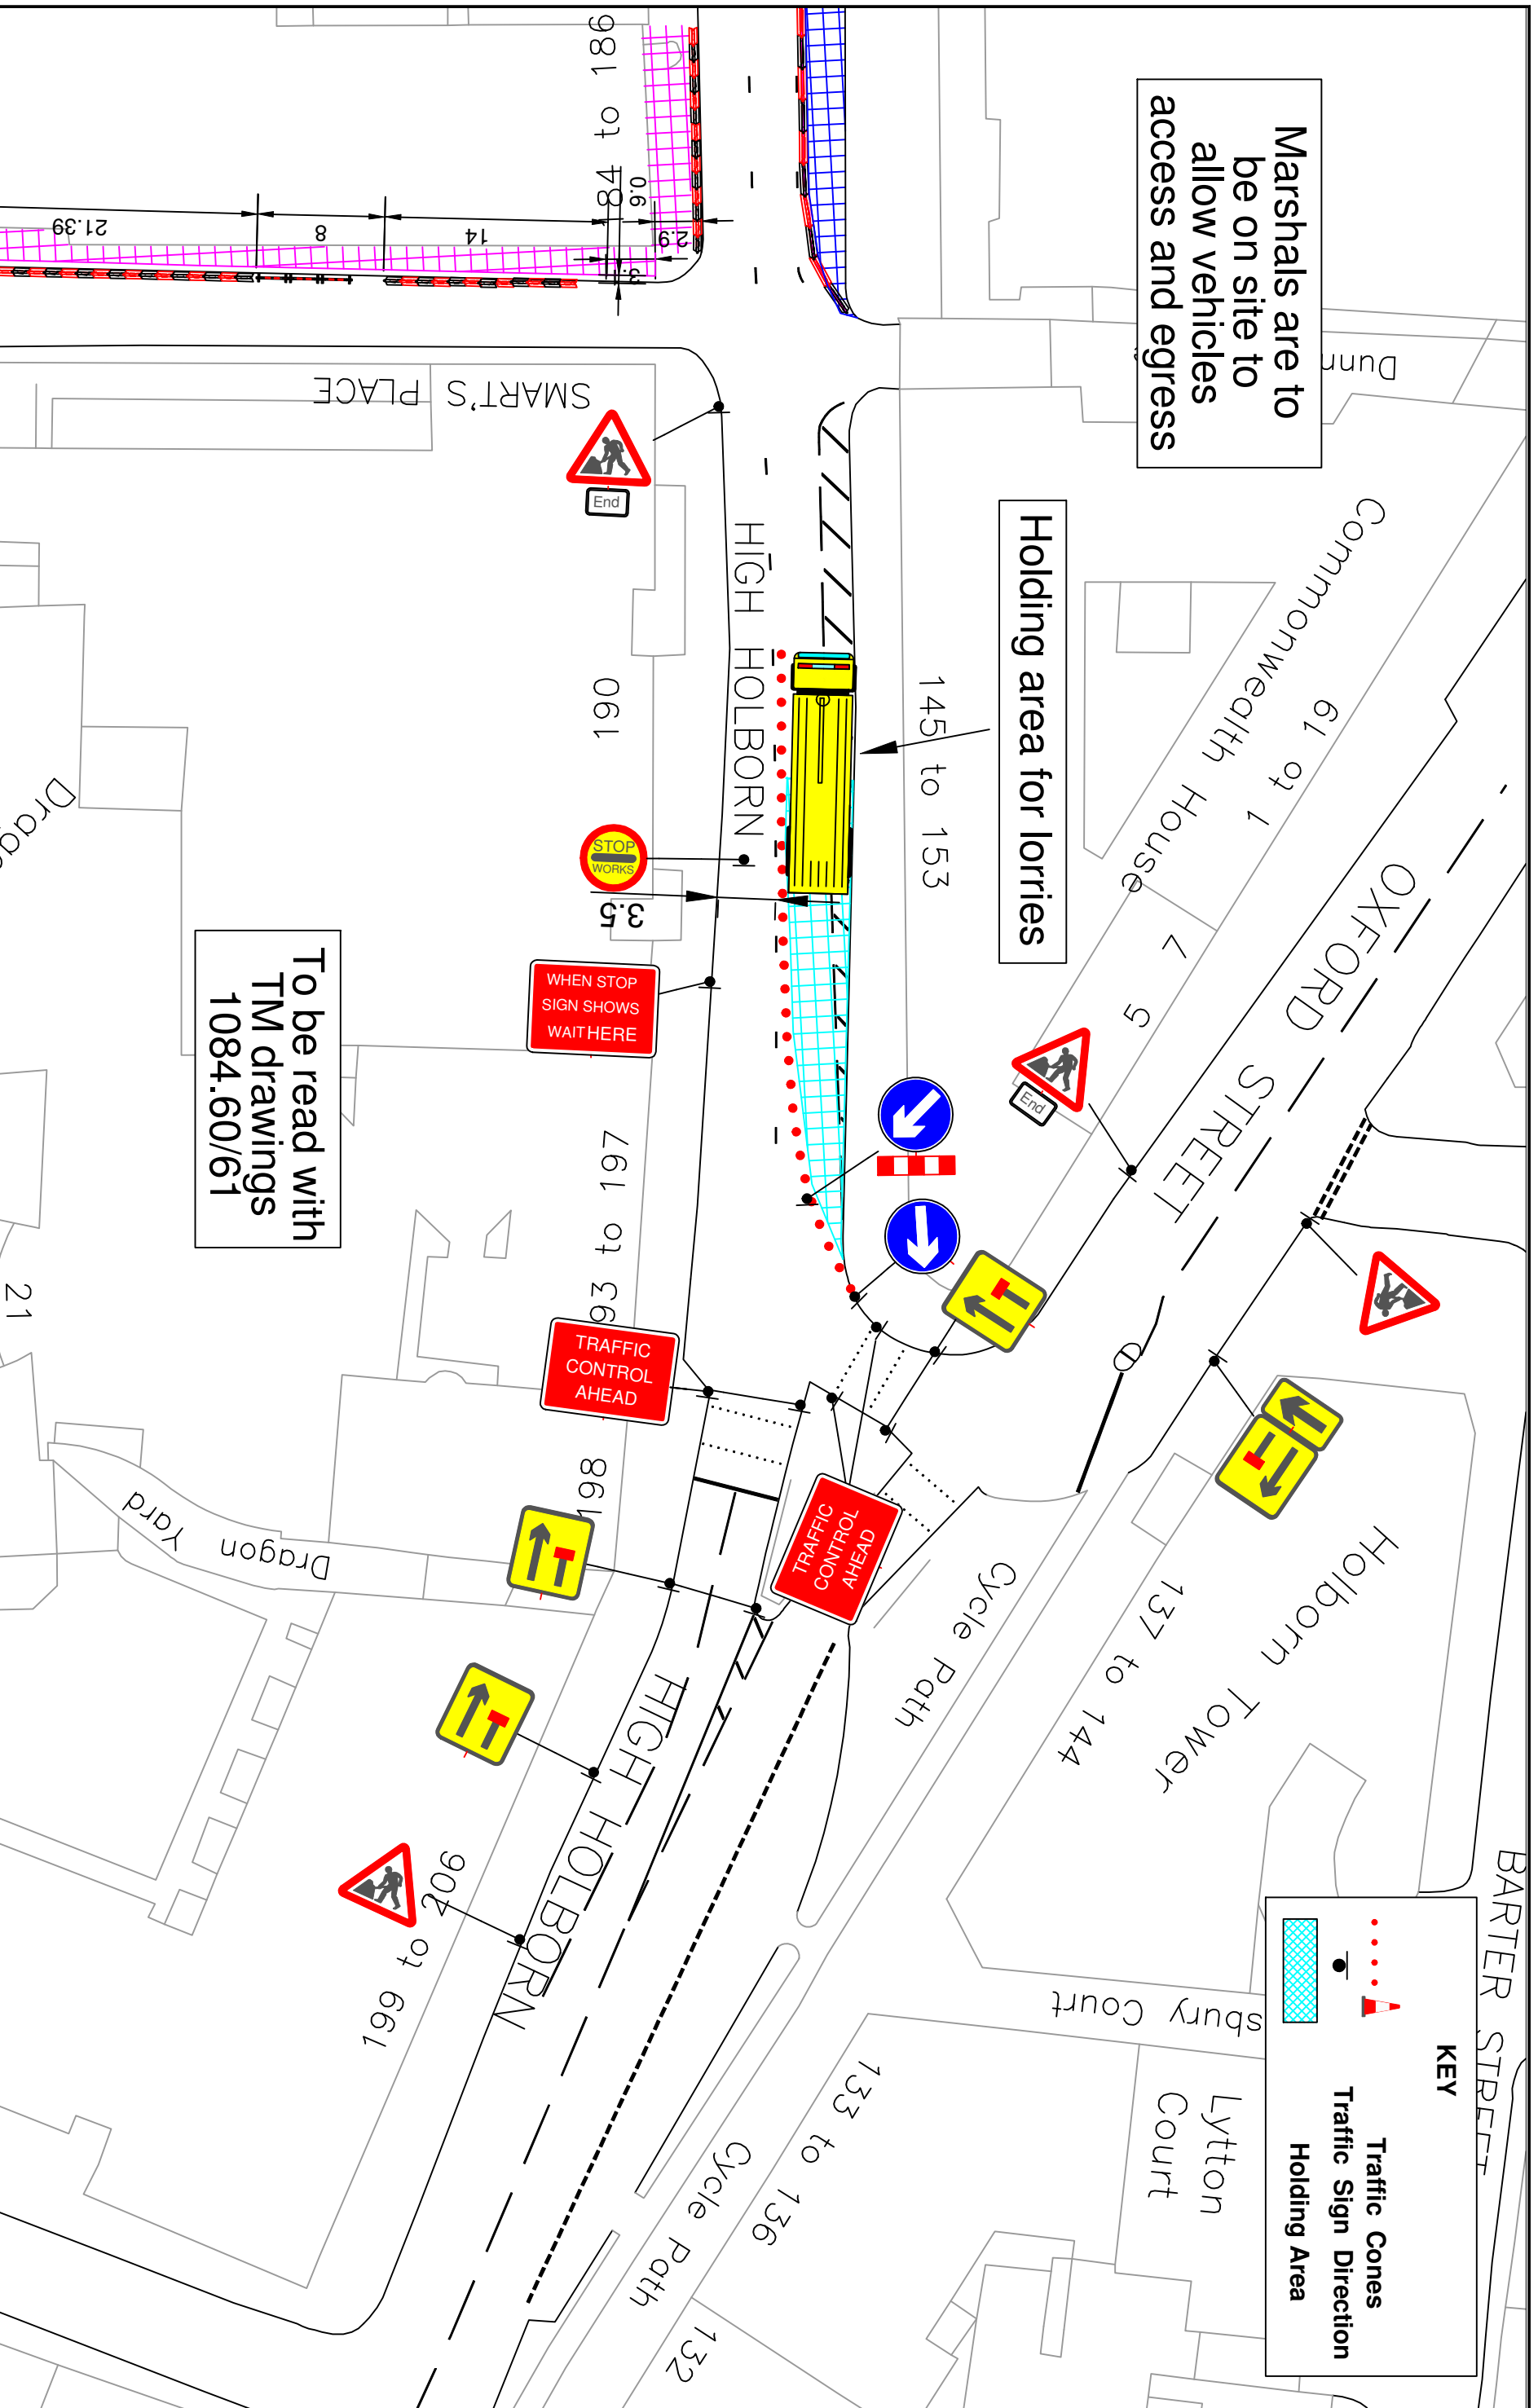 Marshals are to
be on site to
allow vehicles
access and egress
Holding area for lorries
To be read with
TM drawings
1084.60/61
KEY
Traffic Cones
Traffic Sign Direction
Holding Area
184 to 186
0.6
2.9
21.39
8
14
SMART'S PLACE
End
HIGH HOLBORN
190
145 to 153
STOP
WORKS
3.5
WHEN STOP
SIGN SHOWS
WAIT HERE
Commonwealth House
1 to 19
5
7
OXFORD STREET
End
193 to 197
TRAFFIC
CONTROL
AHEAD
TRAFFIC
CONTROL
AHEAD
198
Dragon Yard
21
HIGH HOLBORN
199 to 206
Cycle Path
Holborn Tower
137 to 144
Cycle Path
133 to 136
132
Lytton
Court
sbury Court
BARTER STREET
Dunn
Drago